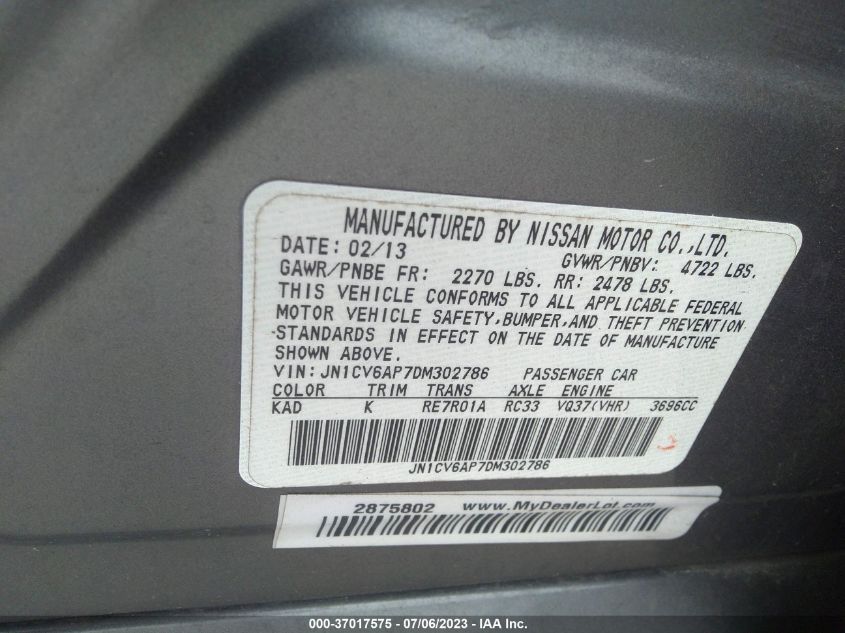 MANUFACTURED BY NISSAN MOTOR CO.,LTD.
DATE: 02/13 GVWR/PNBV: 4722 LBS.
GAWR/PNBE FR: 2270 LBS. RR: 2478 LBS.
THIS VEHICLE CONFORMS TO ALL APPLICABLE FEDERAL
MOTOR VEHICLE SAFETY,BUMPER,AND THEFT PREVENTION
STANDARDS IN EFFECT ON THE DATE OF MANUFACTURE
SHOWN ABOVE.
VIN: JN1CV6AP7DM302786 PASSENGER CAR
COLOR TRIM TRANS AXLE ENGINE
KAD K RE7R01A RC33 VQ37(VHR) 3696CC
JN1CV6AP7DM302786
2875802 www.MyDealerLot.com
000-37017575 - 07/06/2023 - IAA Inc.